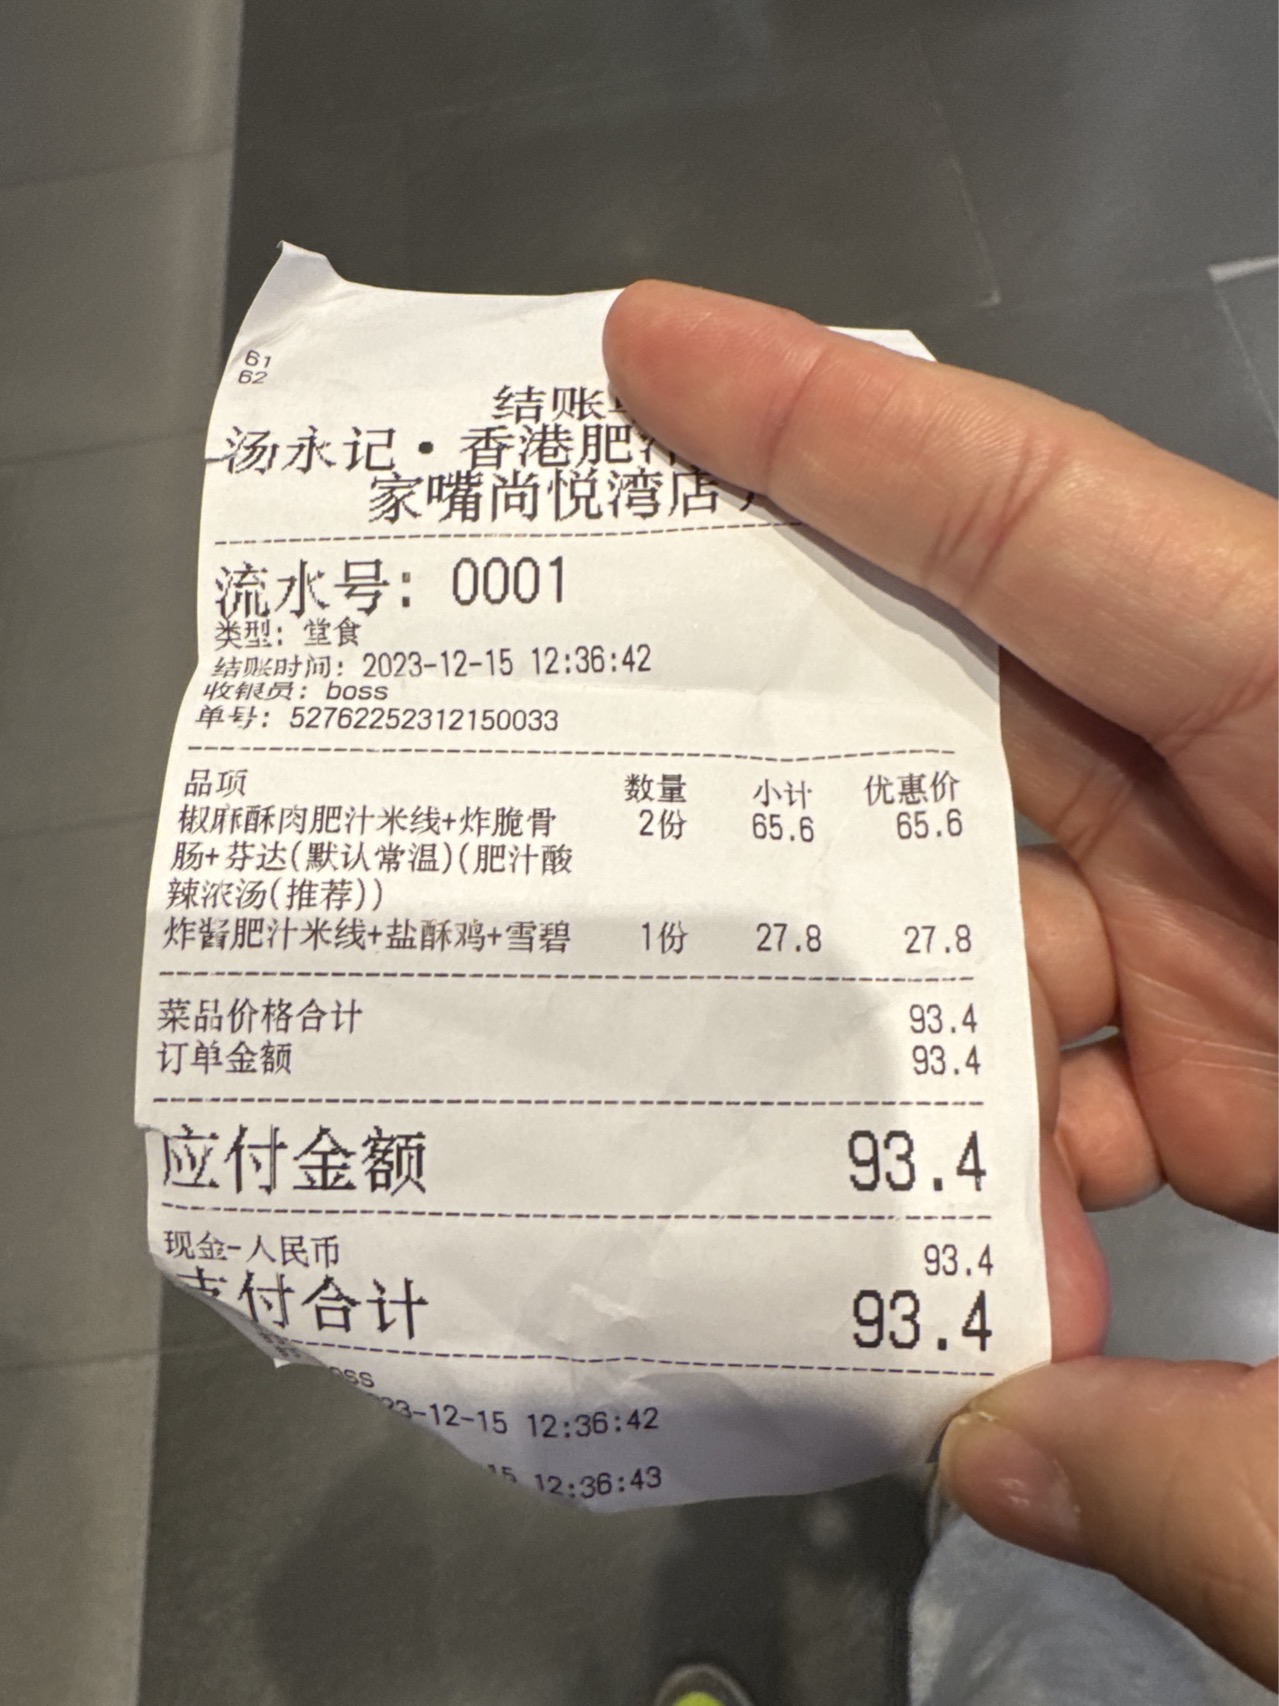 61
62
结账
汤永记·香港肥汁
家嘴尚悦湾店)
流水号: 0001
类型: 堂食
结账时间: 2023-12-15 12:36:42
收银员: boss
单号: 52762252312150033
品项 数量 小计 优惠价
椒麻酥肉肥汁米线+炸脆骨 2份 65.6 65.6
肠+芬达(默认常温)(肥汁酸
辣浓汤(推荐))
炸酱肥汁米线+盐酥鸡+雪碧 1份 27.8 27.8
菜品价格合计 93.4
订单金额 93.4
应付金额 93.4
现金-人民币 93.4
支付合计 93.4
oss
23-12-15 12:36:42
15 12:36:43